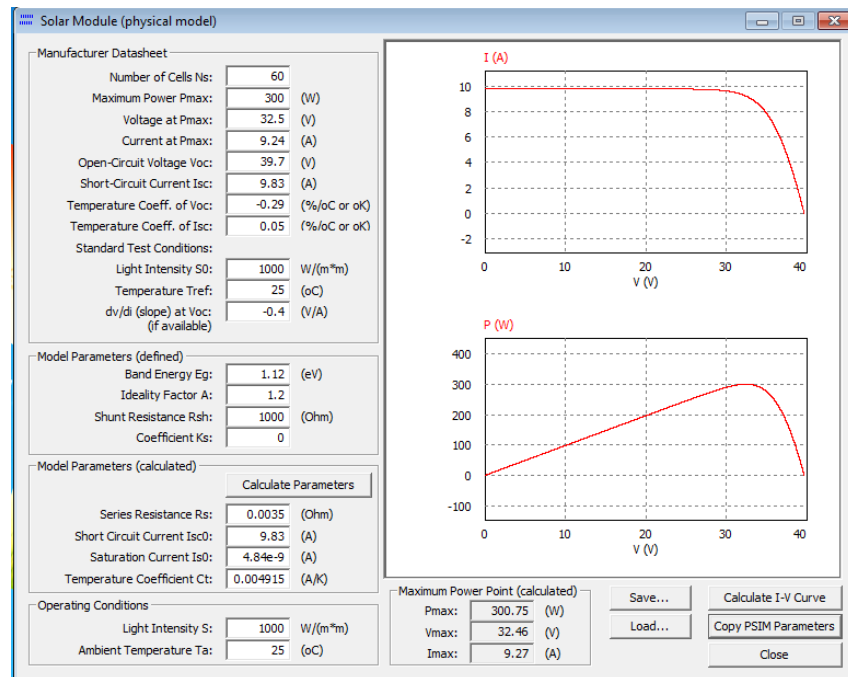 Solar Module (physical model)
Manufacturer Datasheet
Number of Cells Ns: 60
Maximum Power Pmax: 300 (W)
Voltage at Pmax: 32.5 (V)
Current at Pmax: 9.24 (A)
Open-Circuit Voltage Voc: 39.7 (V)
Short-Circuit Current Isc: 9.83 (A)
Temperature Coeff. of Voc: -0.29 (%/oC or oK)
Temperature Coeff. of Isc: 0.05 (%/oC or oK)
Standard Test Conditions:
Light Intensity S0: 1000 W/(m*m)
Temperature Tref: 25 (oC)
dv/di (slope) at Voc: -0.4 (V/A)
(if available)
Model Parameters (defined)
Band Energy Eg: 1.12 (eV)
Ideality Factor A: 1.2
Shunt Resistance Rsh: 1000 (Ohm)
Coefficient Ks: 0
Model Parameters (calculated)
Calculate Parameters
Series Resistance Rs: 0.0035 (Ohm)
Short Circuit Current Isc0: 9.83 (A)
Saturation Current Is0: 4.84e-9 (A)
Temperature Coefficient Ct: 0.004915 (A/K)
Operating Conditions
Light Intensity S: 1000 W/(m*m)
Ambient Temperature Ta: 25 (oC)
I (A)
10
8
6
4
2
0
-2
0 10 20 30 40
V (V)
P (W)
400
300
200
100
0
-100
0 10 20 30 40
V (V)
Maximum Power Point (calculated)
Pmax: 300.75 (W)
Vmax: 32.46 (V)
Imax: 9.27 (A)
Save... Calculate I-V Curve
Load... Copy PSIM Parameters
Close